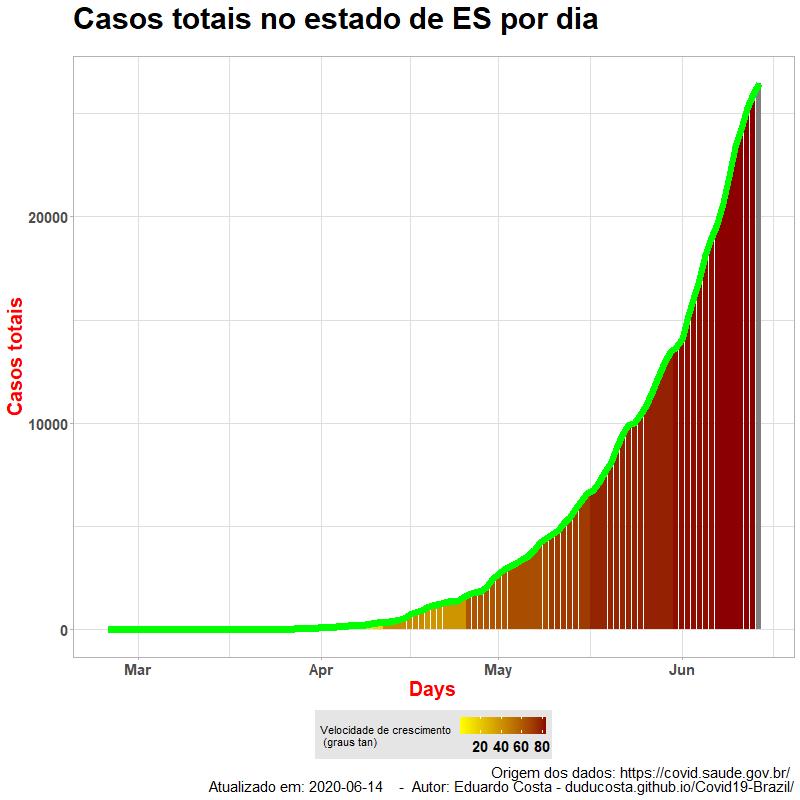 Casos totais no estado de ES por dia
Casos totais
20000
10000
0
Mar Apr May Jun
Days
Velocidade de crescimento
(graus tan)
20 40 60 80
Origem dos dados: https://covid.saude.gov.br/
Atualizado em: 2020-06-14 - Autor: Eduardo Costa - duducosta.github.io/Covid19-Brazil/